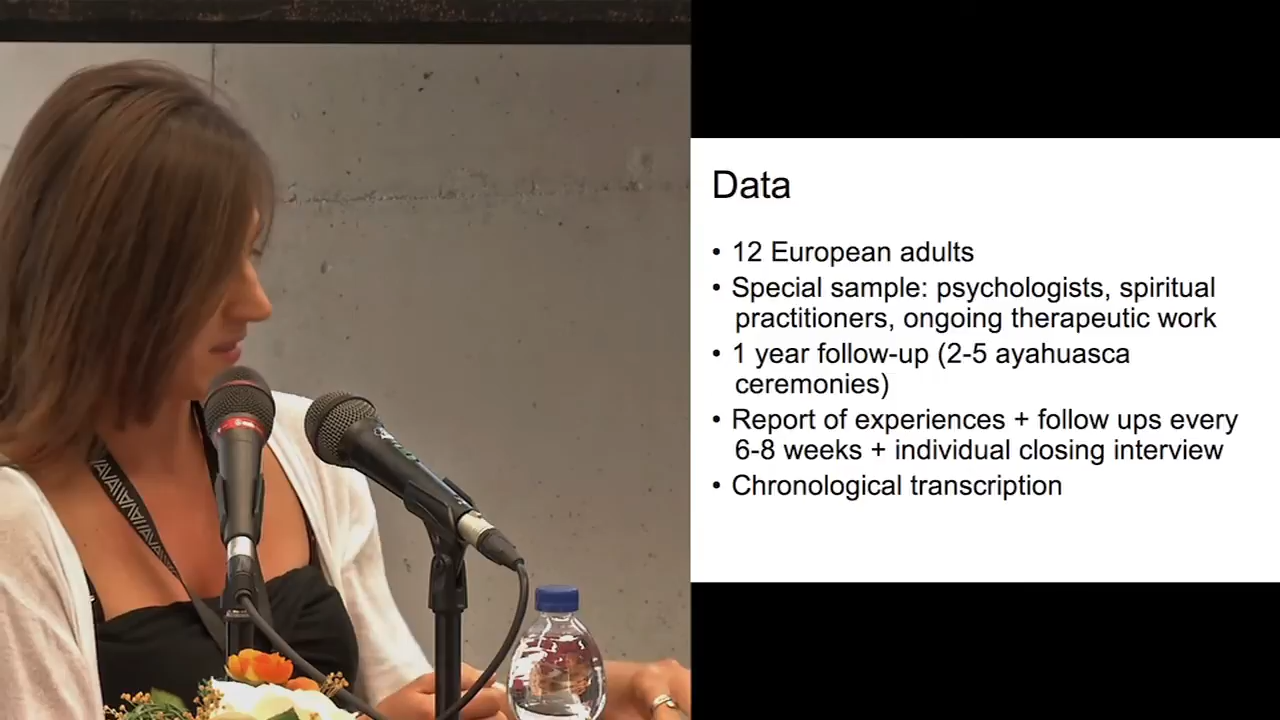 Data
• 12 European adults
• Special sample: psychologists, spiritual
practitioners, ongoing therapeutic work
• 1 year follow-up (2-5 ayahuasca
ceremonies)
• Report of experiences + follow ups every
6-8 weeks + individual closing interview
• Chronological transcription